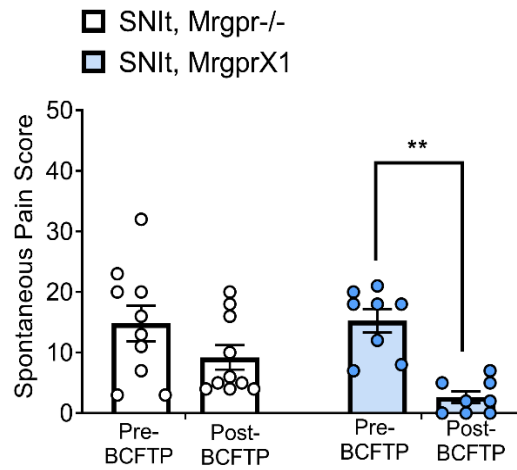 SNIt, Mrgpr-/-
SNIt, MrgprX1
Spontaneous Pain Score
50
40
30
20
10
0
**
Pre-
BCFTP
Post-
BCFTP
Pre-
BCFTP
Post-
BCFTP